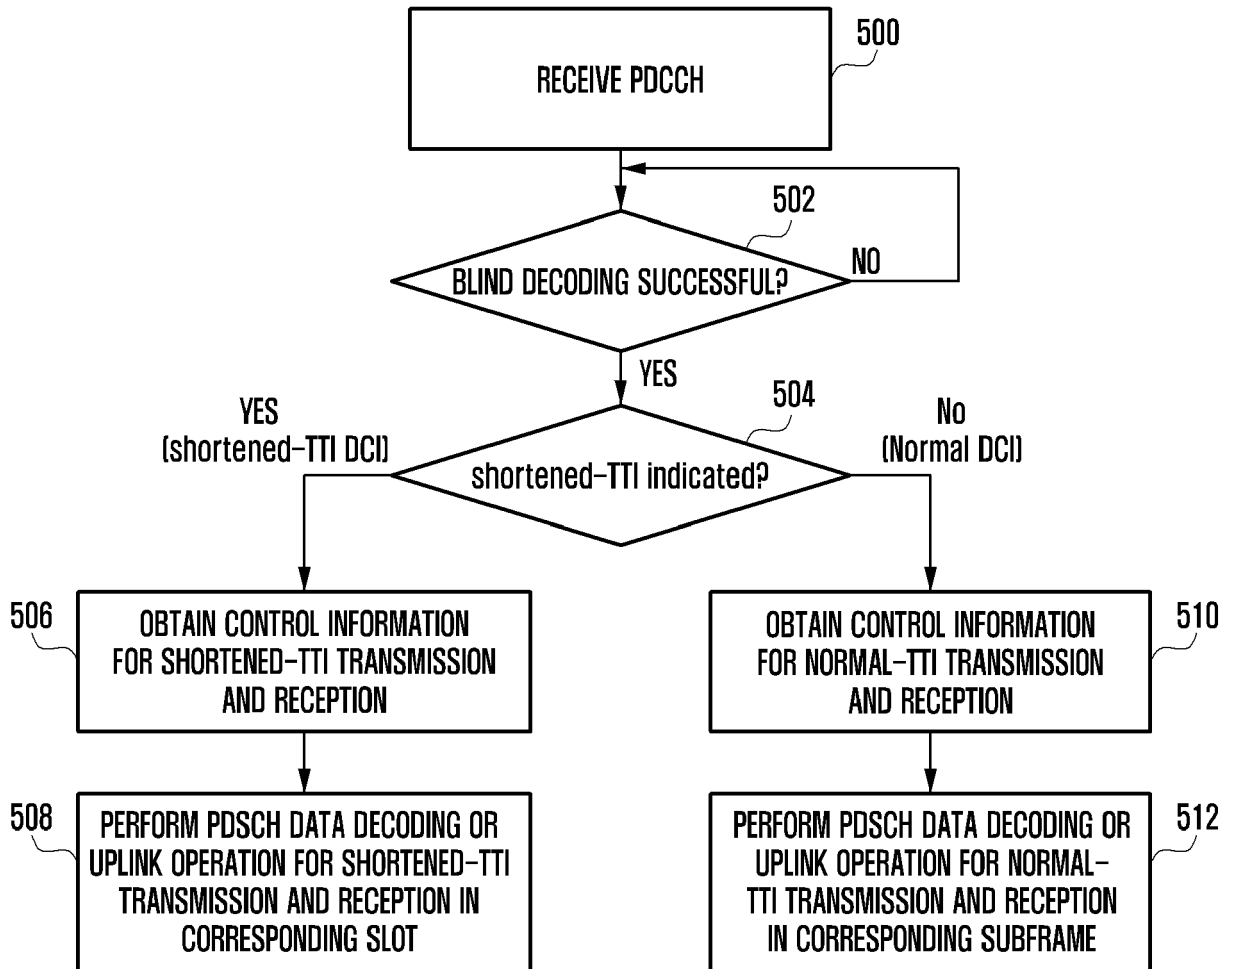 500
RECEIVE PDCCH
502
BLIND DECODING SUCCESSFUL?
NO
YES
504
YES
(shortened-TTI DCI)
No
(Normal DCI)
shortened-TTI indicated?
506
OBTAIN CONTROL INFORMATION
FOR SHORTENED-TTI TRANSMISSION
AND RECEPTION
510
OBTAIN CONTROL INFORMATION
FOR NORMAL-TTI TRANSMISSION
AND RECEPTION
508
PERFORM PDSCH DATA DECODING OR
UPLINK OPERATION FOR SHORTENED-TTI
TRANSMISSION AND RECEPTION IN
CORRESPONDING SLOT
512
PERFORM PDSCH DATA DECODING OR
UPLINK OPERATION FOR NORMAL-
TTI TRANSMISSION AND RECEPTION
IN CORRESPONDING SUBFRAME